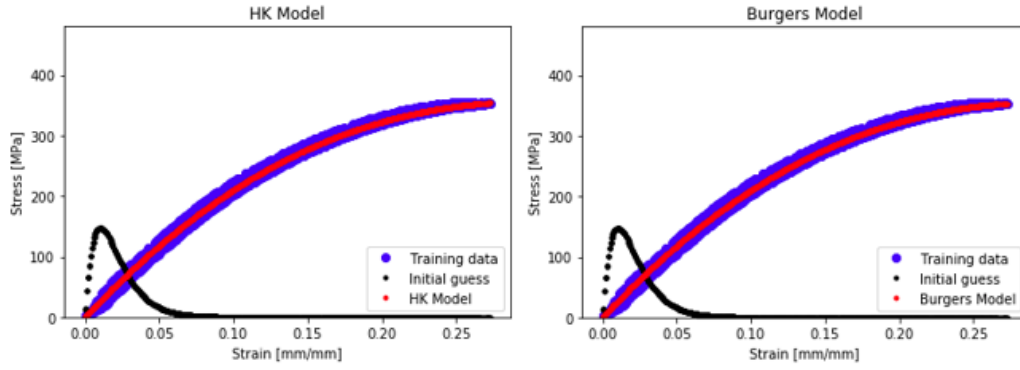 HK Model
Stress [MPa]
400
300
200
100
0
Training data
Initial guess
HK Model
0.00 0.05 0.10 0.15 0.20 0.25
Strain [mm/mm]
Burgers Model
Stress [MPa]
400
300
200
100
0
Training data
Initial guess
Burgers Model
0.00 0.05 0.10 0.15 0.20 0.25
Strain [mm/mm]